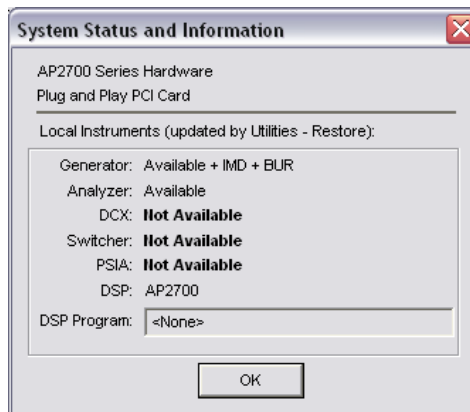 System Status and Information
AP2700 Series Hardware
Plug and Play PCI Card
Local Instruments (updated by Utilities - Restore):
Generator: Available + IMD + BUR
Analyzer: Available
DCX: Not Available
Switcher: Not Available
PSIA: Not Available
DSP: AP2700
DSP Program: <None>
OK